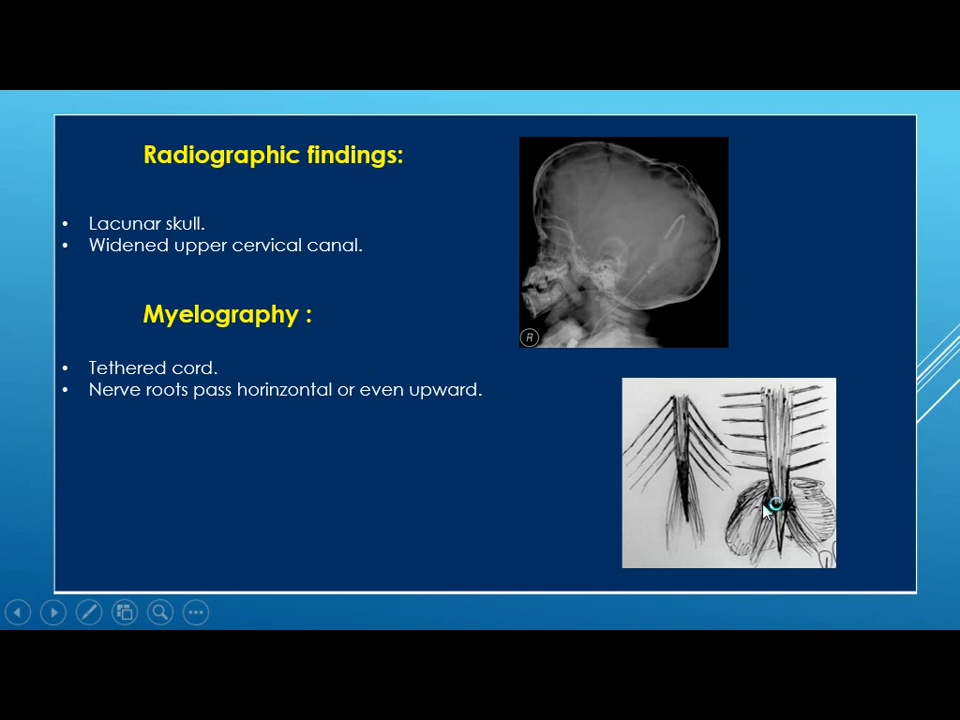 Radiographic findings:
• Lacunar skull.
• Widened upper cervical canal.
Myelography :
• Tethered cord.
• Nerve roots pass horinzontal or even upward.
R